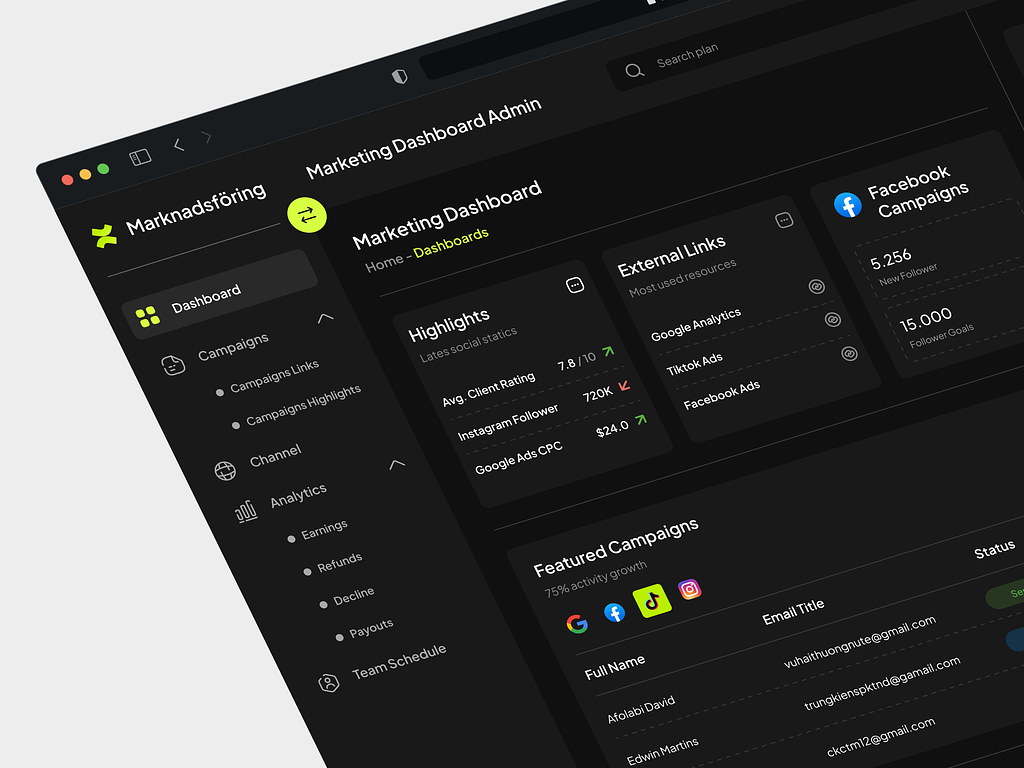 Search plan
Marketing Dashboard Admin
Marknadsföring
Dashboard
Campaigns
Campaigns Links
Campaigns Highlights
Channel
Analytics
Earnings
Refunds
Decline
Payouts
Team Schedule
Marketing Dashboard
Home - Dashboards
Highlights
Lates social statics
Avg. Client Rating 7.8 / 10
Instagram Follower 720K
Google Ads CPC $24.0
External Links
Most used resources
Google Analytics
Tiktok Ads
Facebook Ads
Facebook
Campaigns
5.256
New Follower
15.000
Follower Goals
Featured Campaigns
75% activity growth
Full Name Email Title Status
Afolabi David vuhaithuongnute@gmail.com
Edwin Martins trungkienspktnd@gamail.com
ckctm12@gmail.com